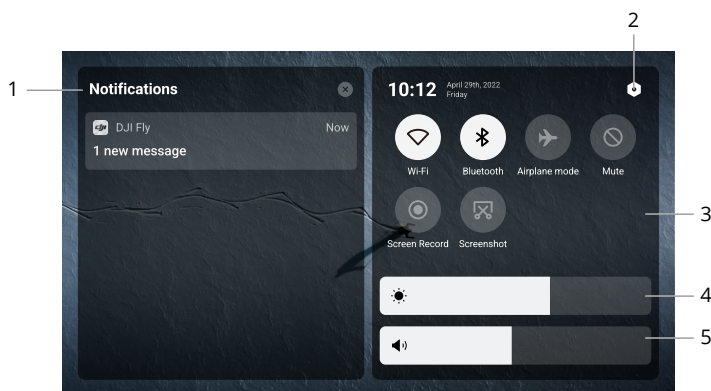 2
1
Notifications
10:12
April 29th, 2022
Friday
dji
DJI Fly
Now
1 new message
Wi-Fi
Bluetooth
Airplane mode
Mute
3
Screen Record
Screenshot
4
5